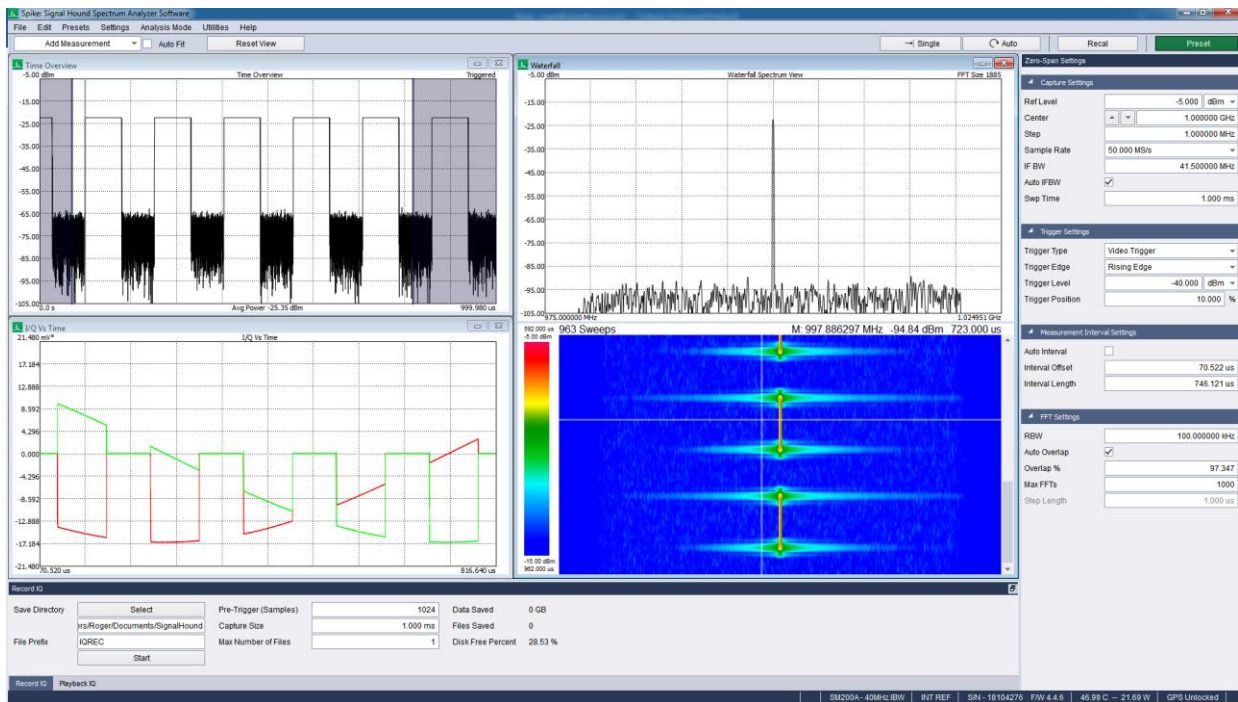 Spike: Signal Hound Spectrum Analyzer Software
File Edit Presets Settings Analysis Mode Utilities Help
Add Measurement Auto Fit Reset View Single Auto Recal Preset
Time Overview
-5.00 dBm Time Overview Triggered
-15.00
-25.00
-35.00
-45.00
-55.00
-65.00
-75.00
-85.00
-95.00
-105.00
0.0 s Avg Power -25.35 dBm 999.980 us
Waterfall
-5.00 dBm Waterfall Spectrum View FFT Size 1885
-15.00
-25.00
-35.00
-45.00
-55.00
-65.00
-75.00
-85.00
-95.00
-105.00
975.000000 MHz 1.024951 GHz
592.000 us 963 Sweeps M: 997.886297 MHz -94.84 dBm 723.000 us
-5.00 dBm
-15.00 dBm
962.000 us
I/Q Vs Time
21.480 mV* I/Q Vs Time
17.184
12.888
8.592
4.296
0.000
-4.296
-8.592
-12.888
-17.184
-21.480
70.520 us 816.640 us
Zero-Span Settings
Capture Settings
Ref Level -5.000 dBm
Center 1.000000 GHz
Step 1.000000 MHz
Sample Rate 50.000 MS/s
IF BW 41.500000 MHz
Auto IFBW
Swp Time 1.000 ms
Trigger Settings
Trigger Type Video Trigger
Trigger Edge Rising Edge
Trigger Level -40.000 dBm
Trigger Position 10.000 %
Measurement Interval Settings
Auto Interval
Interval Offset 70.522 us
Interval Length 746.121 us
FFT Settings
RBW 100.000000 kHz
Auto Overlap
Overlap % 97.347
Max FFTs 1000
Step Length 1.000 us
Record IQ
Save Directory Select Pre-Trigger (Samples) 1024 Data Saved 0 GB
ers/Roger/Documents/SignalHound Capture Size 1.000 ms Files Saved 0
File Prefix IQREC Max Number of Files 1 Disk Free Percent 28.53 %
Start
Record IQ Playback IQ
SM200A - 40MHz IBW INT REF S/N - 18104276 F/W 4.4.6 46.99 C -- 21.69 W GPS Unlocked